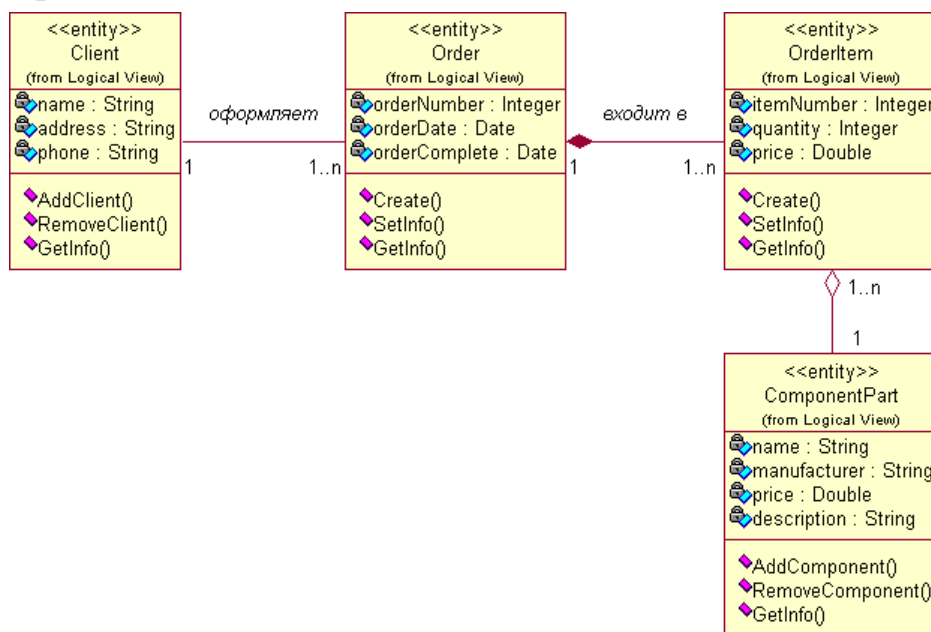 <<entity>>
Client
(from Logical View)
name : String
address : String
phone : String
AddClient()
RemoveClient()
GetInfo()
оформляет
1
1..n
<<entity>>
Order
(from Logical View)
orderNumber : Integer
orderDate : Date
orderComplete : Date
Create()
SetInfo()
GetInfo()
входит в
1
1..n
<<entity>>
OrderItem
(from Logical View)
itemNumber : Integer
quantity : Integer
price : Double
Create()
SetInfo()
GetInfo()
1..n
1
<<entity>>
ComponentPart
(from Logical View)
name : String
manufacturer : String
price : Double
description : String
AddComponent()
RemoveComponent()
GetInfo()